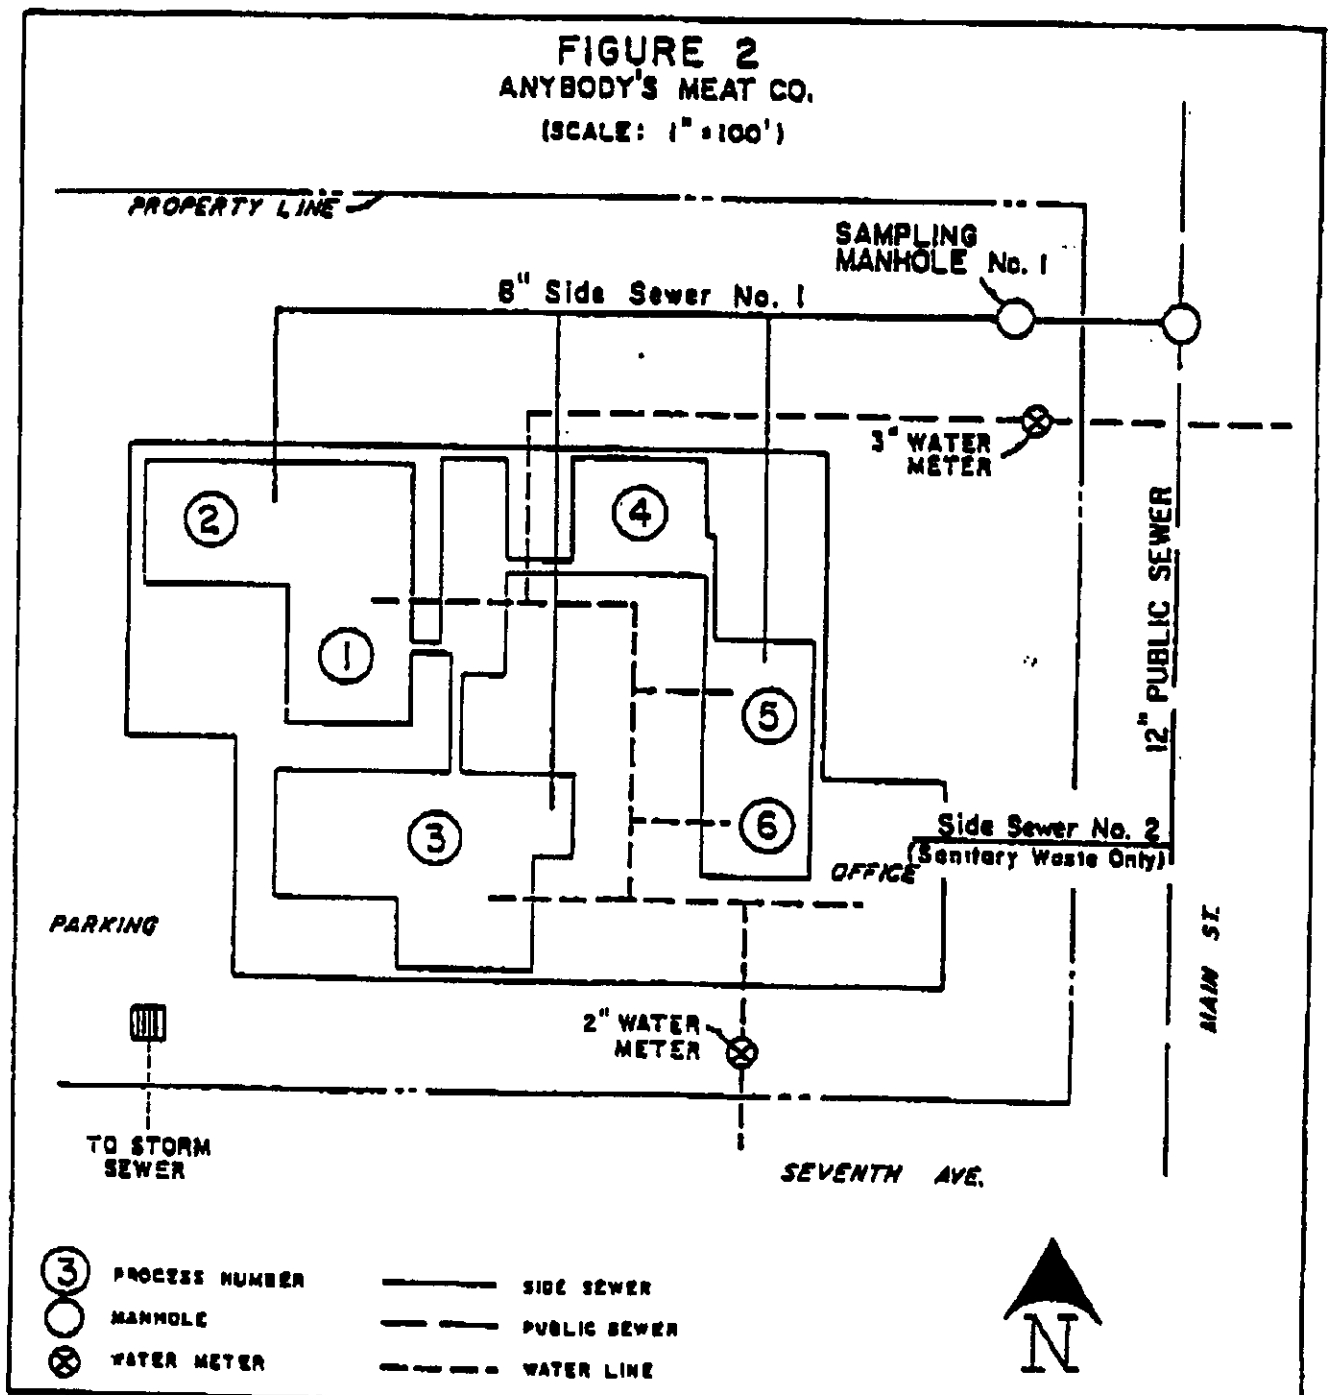 FIGURE 2
ANYBODY'S MEAT CO.
(SCALE: 1"=100')
PROPERTY LINE
SAMPLING
MANHOLE No. 1
8" Side Sewer No. 1
3" WATER
METER
2
4
1
5
12" PUBLIC SEWER
3
6
Side Sewer No. 2
(Sanitary Waste Only)
OFFICE
PARKING
MAIN ST.
2" WATER
METER
TO STORM
SEWER
SEVENTH AVE.
3 PROCESS NUMBER
MANHOLE
WATER METER
SIDE SEWER
PUBLIC SEWER
WATER LINE
N